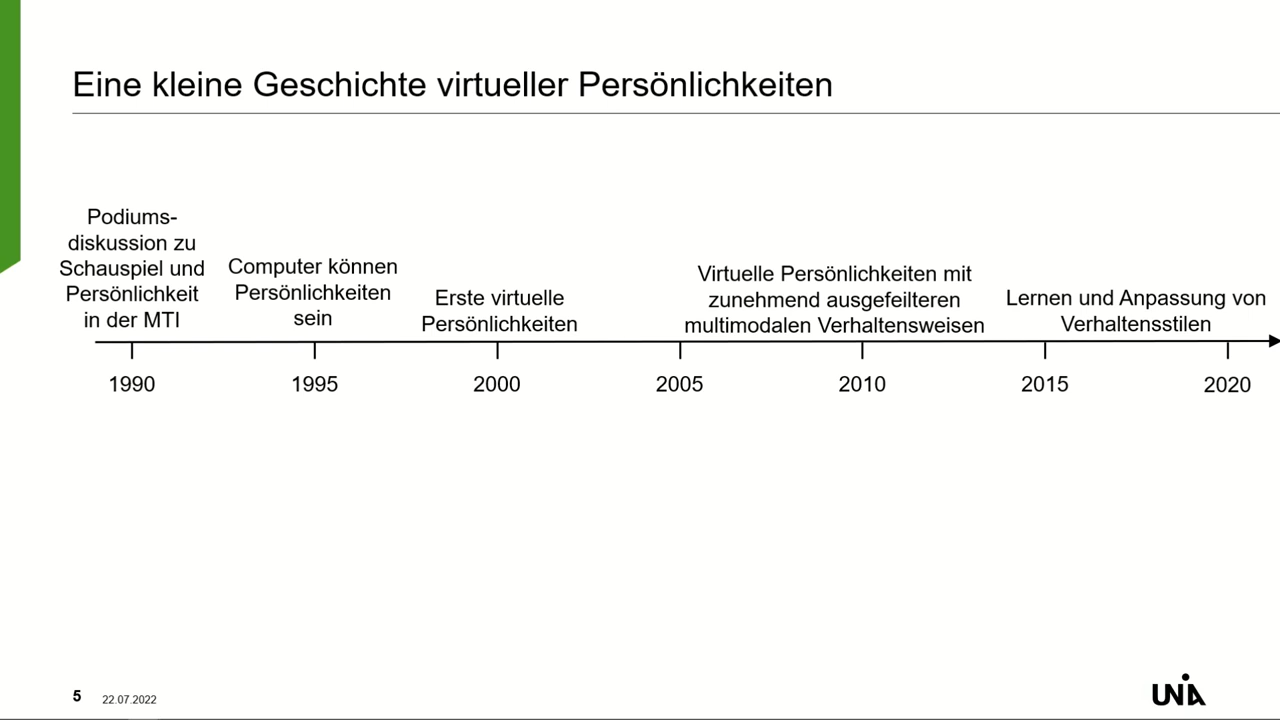 Eine kleine Geschichte virtueller Persönlichkeiten
Podiums-
diskussion zu
Schauspiel und
Persönlichkeit
in der MTI
Computer können
Persönlichkeiten
sein
Erste virtuelle
Persönlichkeiten
Virtuelle Persönlichkeiten mit
zunehmend ausgefeilteren
multimodalen Verhaltensweisen
Lernen und Anpassung von
Verhaltensstilen
1990 1995 2000 2005 2010 2015 2020
5 22.07.2022
UNIA